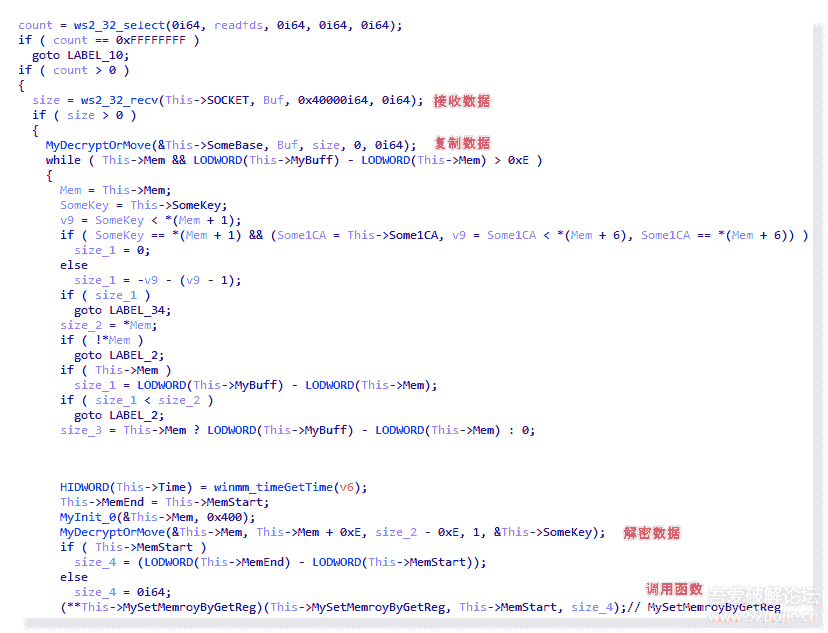 count = ws2_32_select(0i64, readfds, 0i64, 0i64, 0i64);
if ( count == 0xFFFFFFFF )
goto LABEL_10;
if ( count > 0 )
{
size = ws2_32_recv(This->SOCKET, Buf, 0x40000i64, 0i64); 接收数据
if ( size > 0 )
{
MyDecryptOrMove(&This->SomeBase, Buf, size, 0, 0i64); 复制数据
while ( This->Mem && LODWORD(This->MyBuff) - LODWORD(This->Mem) > 0xE )
{
Mem = This->Mem;
SomeKey = This->SomeKey;
v9 = SomeKey < *(Mem + 1);
if ( SomeKey == *(Mem + 1) && (Some1CA = This->Some1CA, v9 = Some1CA < *(Mem + 6), Some1CA == *(Mem + 6)) )
size_1 = 0;
else
size_1 = -v9 - (v9 - 1);
if ( size_1 )
goto LABEL_34;
size_2 = *Mem;
if ( !*Mem )
goto LABEL_2;
if ( This->Mem )
size_1 = LODWORD(This->MyBuff) - LODWORD(This->Mem);
if ( size_1 < size_2 )
goto LABEL_2;
size_3 = This->Mem ? LODWORD(This->MyBuff) - LODWORD(This->Mem) : 0;
HIDWORD(This->Time) = winmm_timeGetTime(v6);
This->MemEnd = This->MemStart;
MyInit_0(&This->Mem, 0x400);
MyDecryptOrMove(&This->Mem, This->Mem + 0xE, size_2 - 0xE, 1, &This->SomeKey); 解密数据
if ( This->MemStart )
size_4 = (LODWORD(This->MemEnd) - LODWORD(This->MemStart));
else
size_4 = 0i64; 调用函数
(**This->MySetMemroyByGetReg)(This->MySetMemroyByGetReg, This->MemStart, size_4);// MySetMemroyByGetReg
吾爱破解论坛
www.52pojie.cn